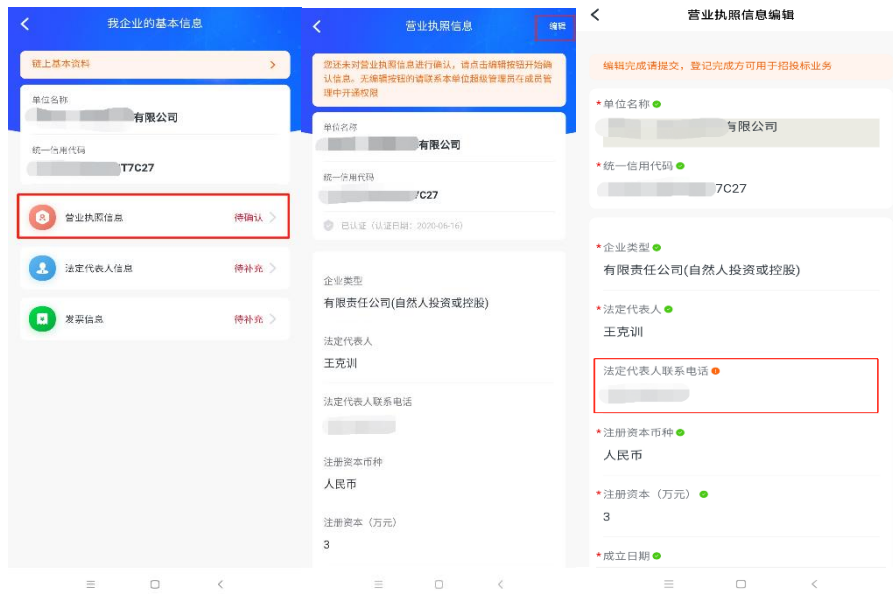 我企业的基本信息
链上基本资料
单位名称
有限公司
统一信用代码
T7C27
营业执照信息
待确认
法定代表人信息
待补充
发票信息
待补充
营业执照信息
编辑
您还未对营业执照信息进行确认，请点击编辑按钮开始确
认信息。无编辑按钮的请联系本单位超级管理员在成员管
理中开通权限
单位名称
有限公司
统一信用代码
7C27
已认证（认证日期：2020-06-16）
企业类型
有限责任公司(自然人投资或控股)
法定代表人
王克训
法定代表人联系电话
注册资本币种
人民币
注册资本（万元）
3
营业执照信息编辑
编辑完成请提交，登记完成方可用于招投标业务
*单位名称
有限公司
*统一信用代码
7C27
*企业类型
有限责任公司(自然人投资或控股)
*法定代表人
王克训
法定代表人联系电话
*注册资本币种
人民币
*注册资本（万元）
3
*成立日期